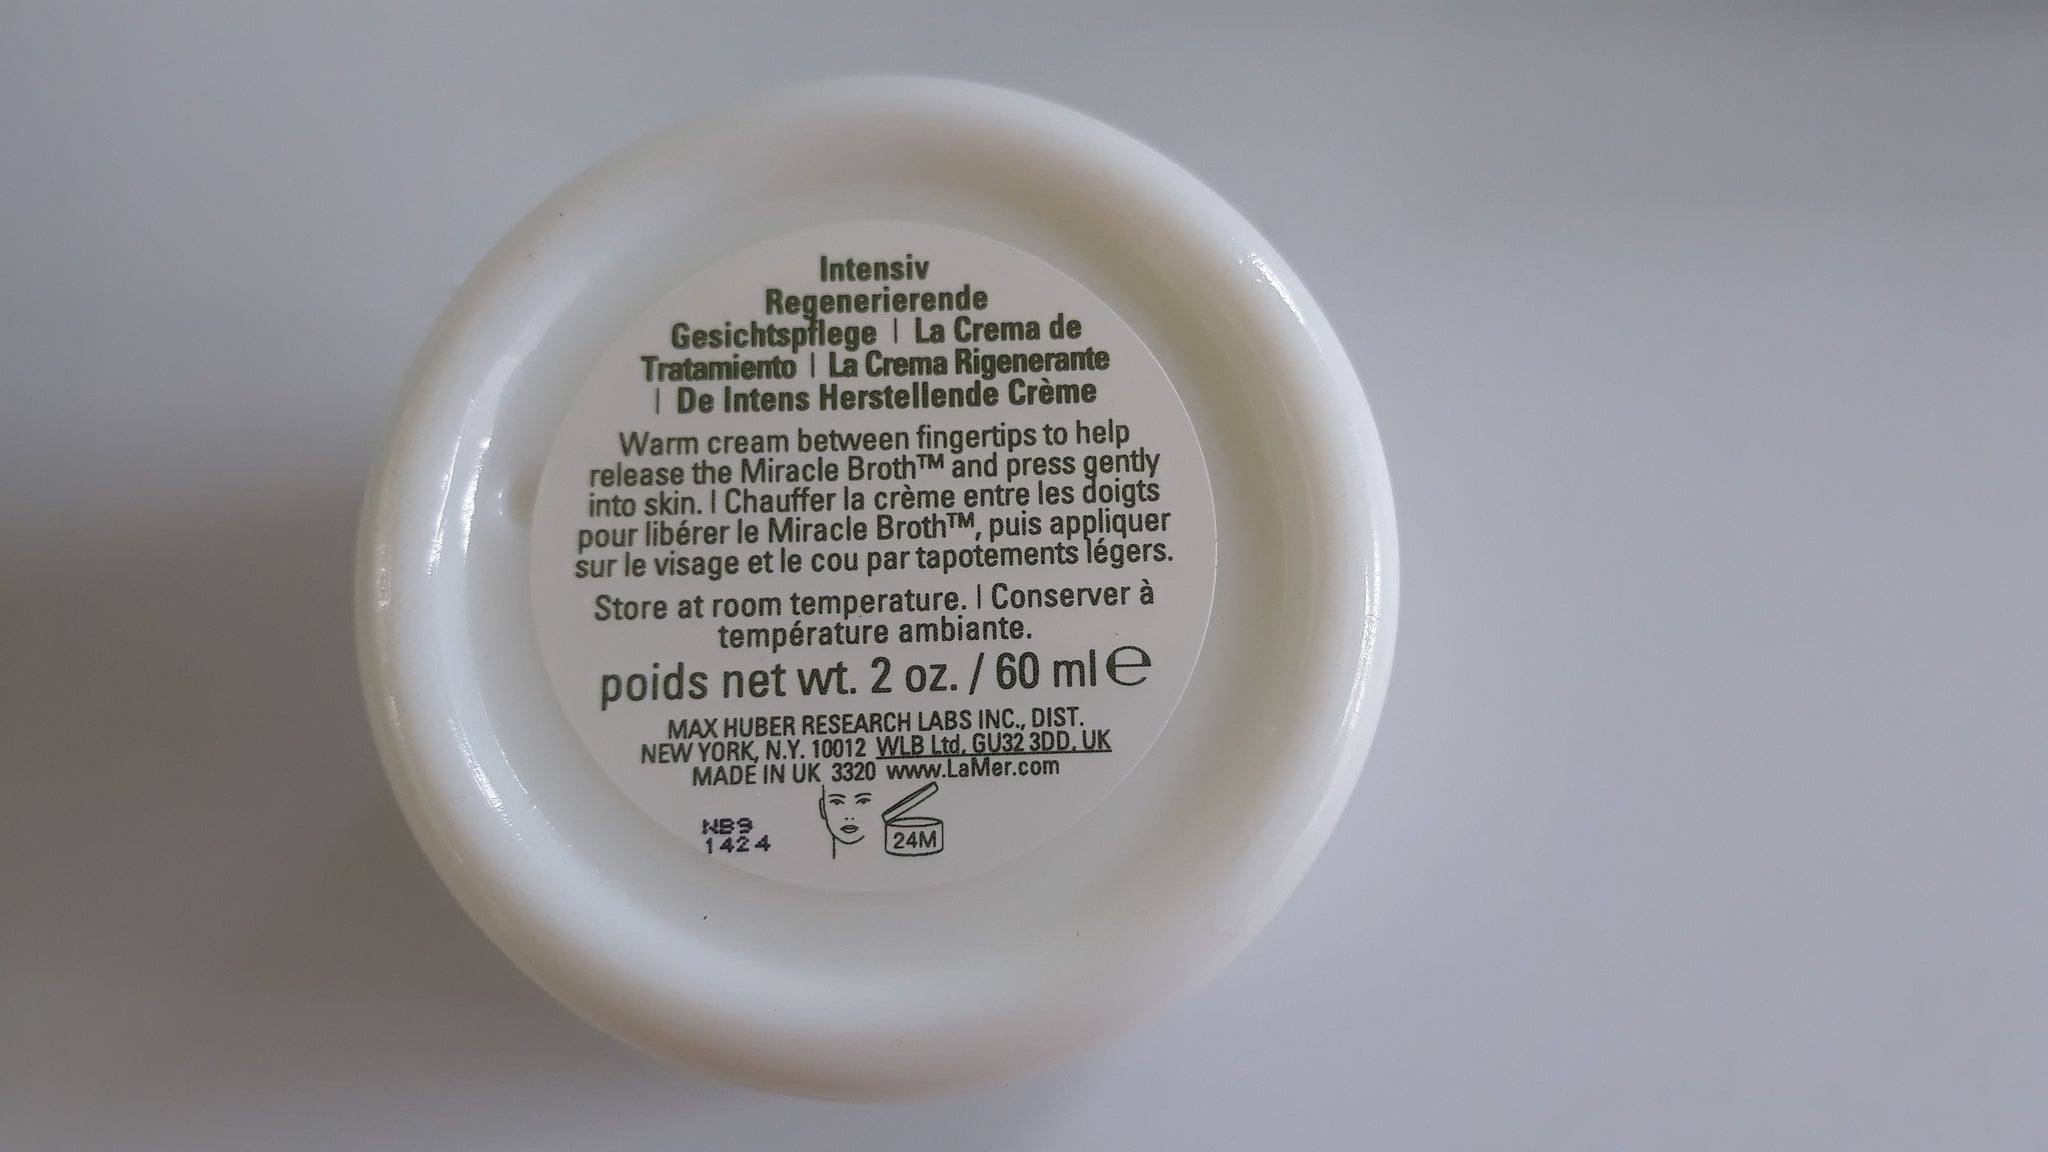 Intensiv
Regenerierende
Gesichtspflege | La Crema de
Tratamiento | La Crema Rigenerante
| De Intens Herstellende Crème
Warm cream between fingertips to help
release the Miracle Broth™ and press gently
into skin. | Chauffer la crème entre les doigts
pour libérer le Miracle Broth™, puis appliquer
sur le visage et le cou par tapotements légers.
Store at room temperature. | Conserver à
température ambiante.
poids net wt. 2 oz. / 60 ml ℮
MAX HUBER RESEARCH LABS INC., DIST.
NEW YORK, N.Y. 10012 WLB Ltd, GU32 3DD, UK
MADE IN UK 3320 www.LaMer.com
NB9
1424
24M